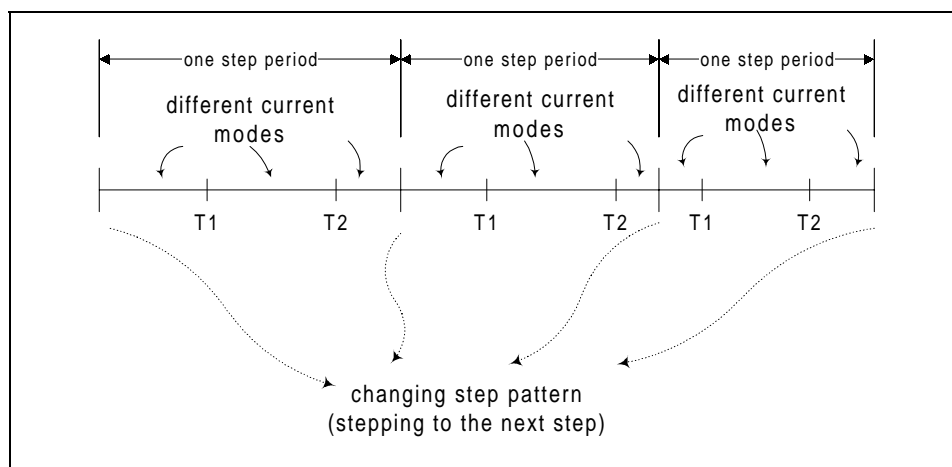 one step period
one step period
one step period
different current
modes
different current
modes
different current
modes
T1
T2
T1
T2
T1
T2
changing step pattern
(stepping to the next step)